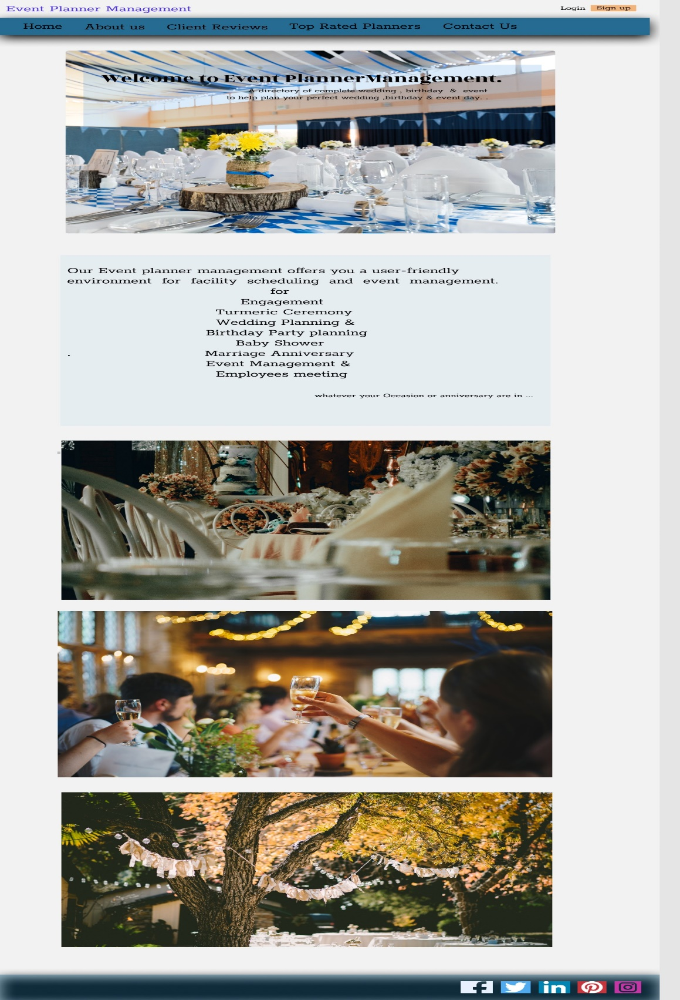 Event Planner Management
Login Sign up
Home About us Client Reviews Top Rated Planners Contact Us
Welcome to Event PlannerManagement.
A directory of complete wedding , birthday & event
to help plan your perfect wedding ,birthday & event day. .
Our Event planner management offers you a user-friendly
environment for facility scheduling and event management.
for
Engagement
Turmeric Ceremony
Wedding Planning &
Birthday Party planning
Baby Shower
. Marriage Anniversary
Event Management &
Employees meeting
whatever your Occasion or anniversary are in ...